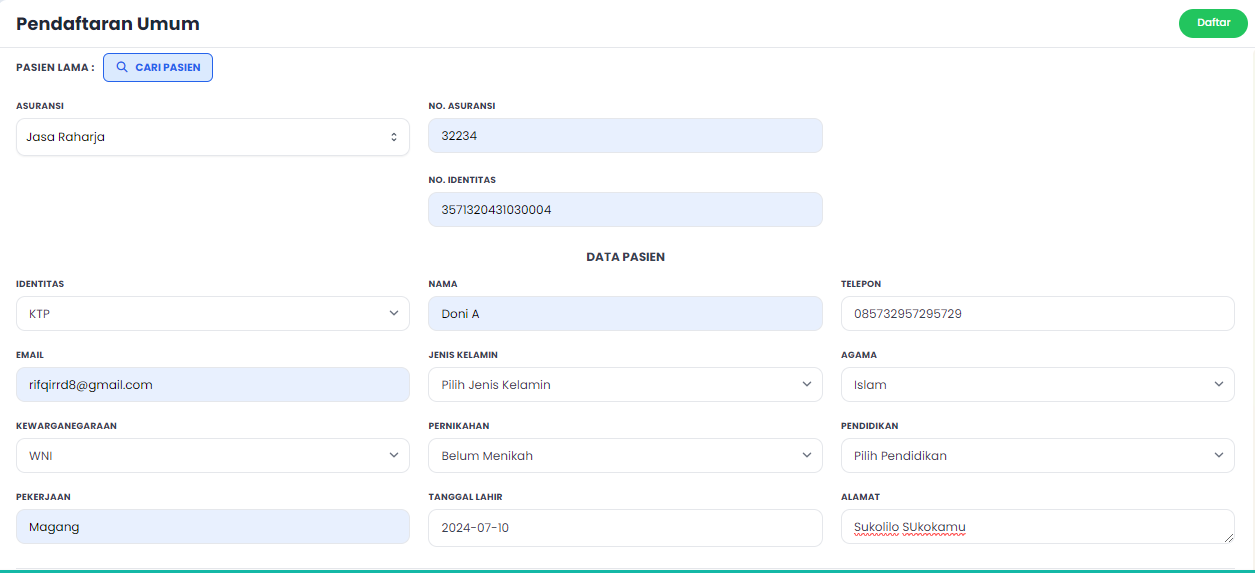 Pendaftaran Umum
Daftar
PASIEN LAMA :
CARI PASIEN
ASURANSI
NO. ASURANSI
Jasa Raharja
32234
NO. IDENTITAS
3571320431030004
DATA PASIEN
IDENTITAS
NAMA
TELEPON
KTP
Doni A
085732957295729
EMAIL
JENIS KELAMIN
AGAMA
rifqirrd8@gmail.com
Pilih Jenis Kelamin
Islam
KEWARGANEGARAAN
PERNIKAHAN
PENDIDIKAN
WNI
Belum Menikah
Pilih Pendidikan
PEKERJAAN
TANGGAL LAHIR
ALAMAT
Magang
2024-07-10
Sukolilo SUkokamu